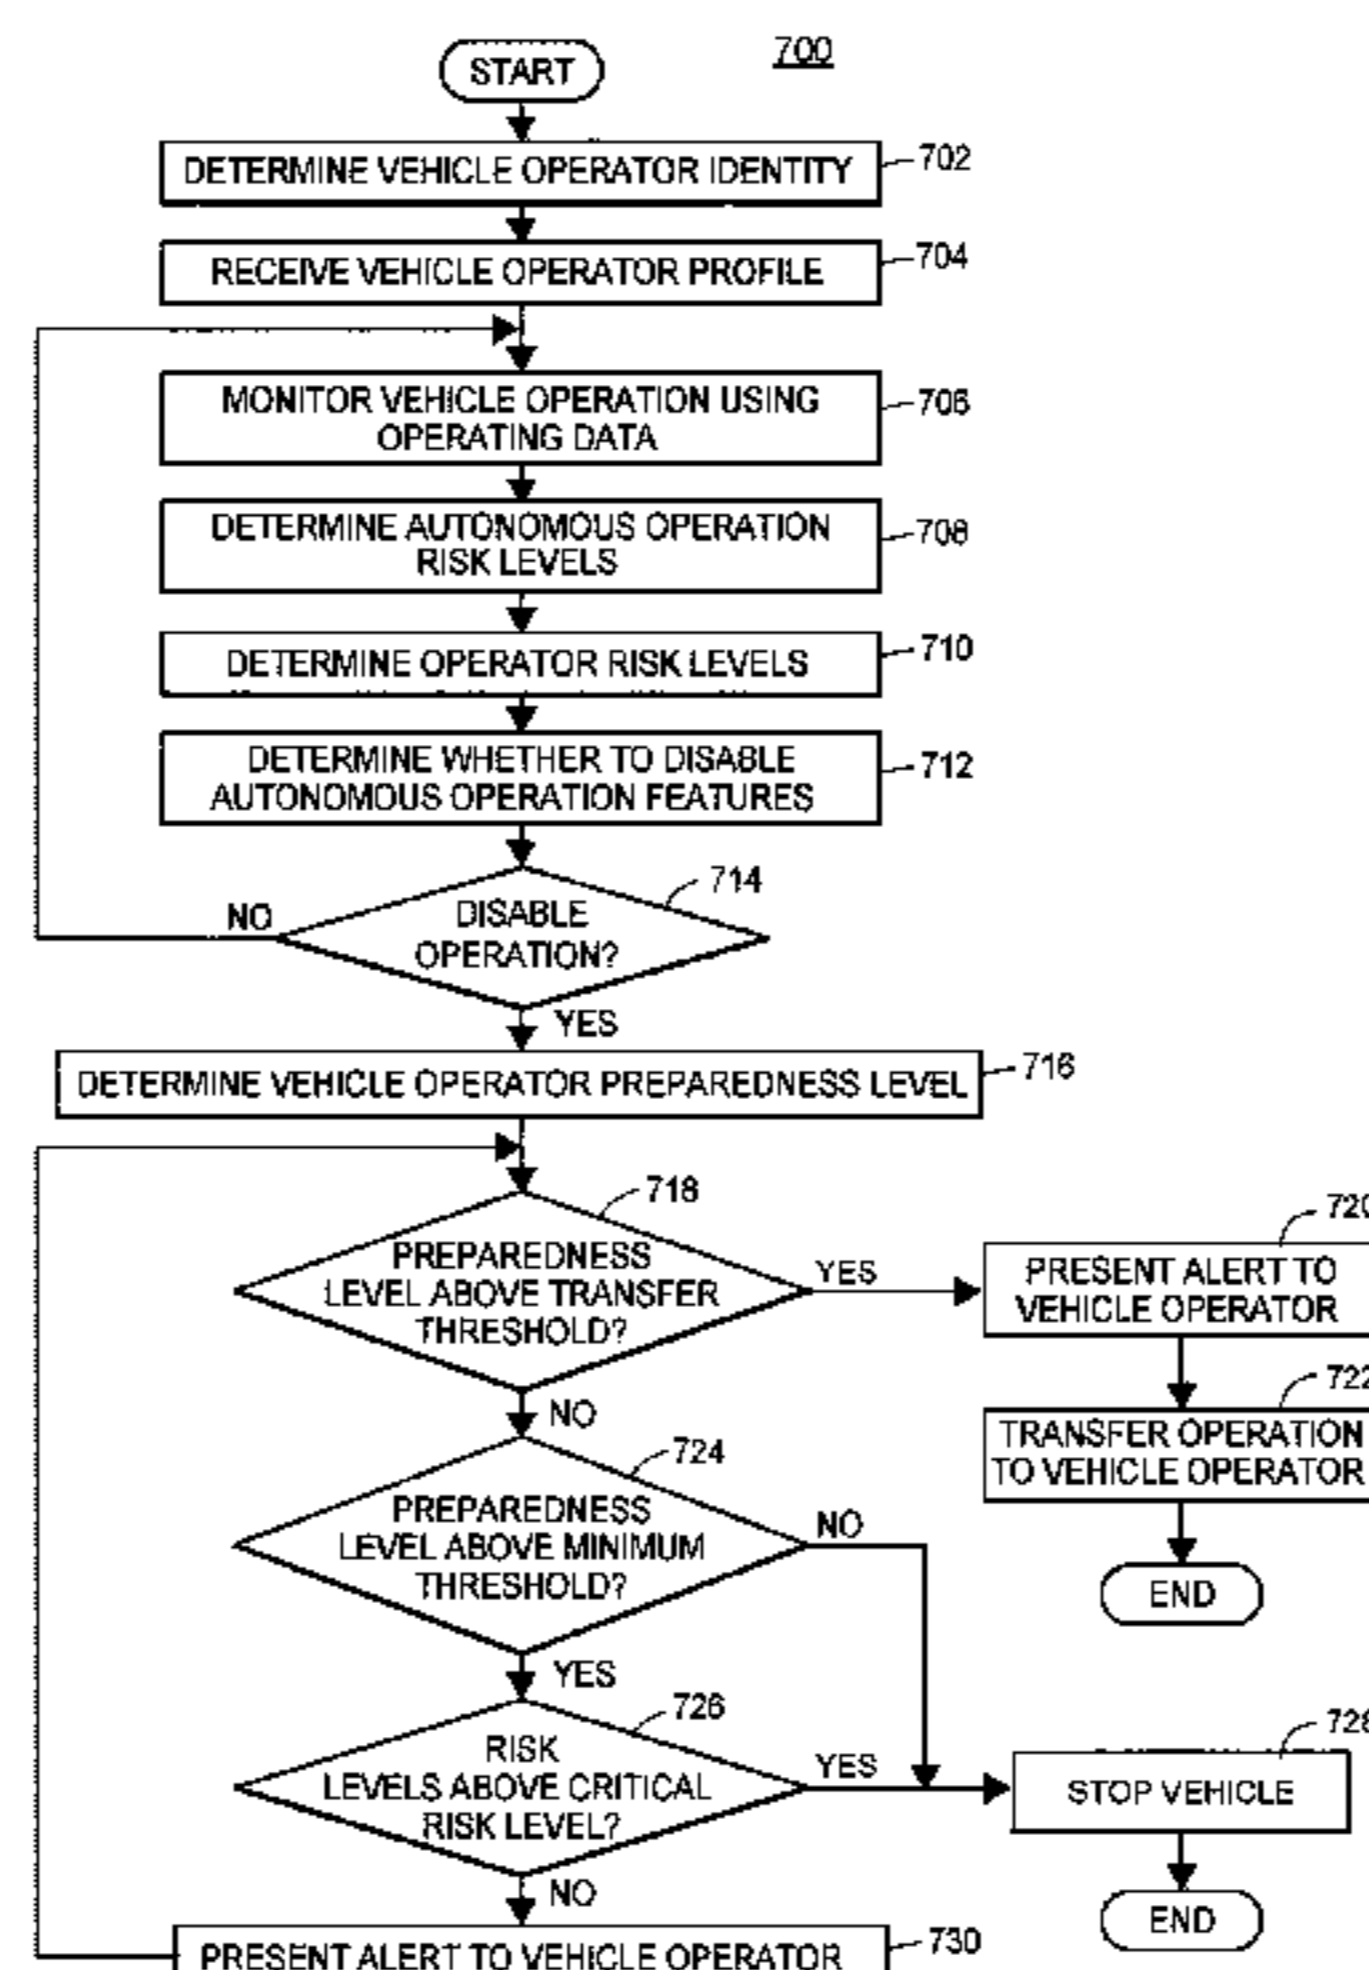 700
START
DETERMINE VEHICLE OPERATOR IDENTITY
702
RECEIVE VEHICLE OPERATOR PROFILE
704
MONITOR VEHICLE OPERATION USING
OPERATING DATA
706
DETERMINE AUTONOMOUS OPERATION
RISK LEVELS
708
DETERMINE OPERATOR RISK LEVELS
710
DETERMINE WHETHER TO DISABLE
AUTONOMOUS OPERATION FEATURES
712
714
NO
DISABLE
OPERATION?
YES
DETERMINE VEHICLE OPERATOR PREPAREDNESS LEVEL
716
718
PREPAREDNESS
LEVEL ABOVE TRANSFER
THRESHOLD?
YES
720
PRESENT ALERT TO
VEHICLE OPERATOR
722
TRANSFER OPERATION
TO VEHICLE OPERATOR
END
NO
724
PREPAREDNESS
LEVEL ABOVE MINIMUM
THRESHOLD?
NO
YES
726
RISK
LEVELS ABOVE CRITICAL
RISK LEVEL?
YES
728
STOP VEHICLE
END
NO
PRESENT ALERT TO VEHICLE OPERATOR
730